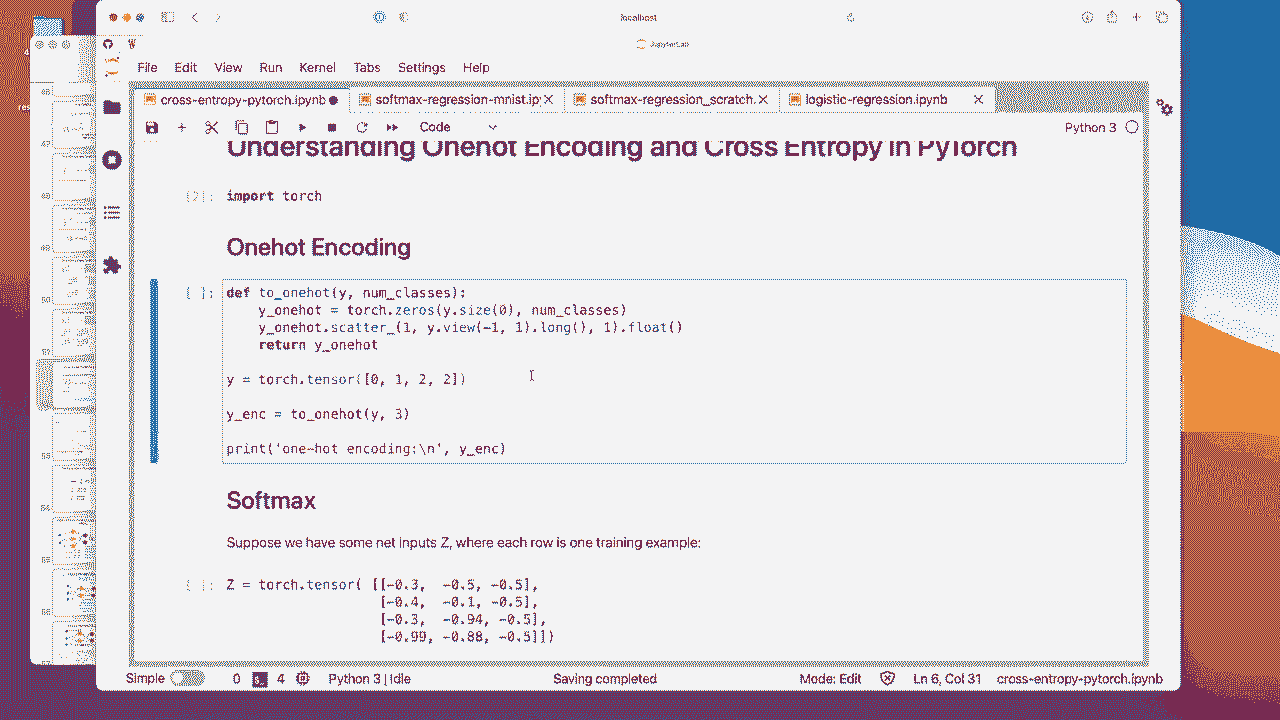 localhost
JupyterLab
File Edit View Run Kernel Tabs Settings Help
cross-entropy-pytorch.ipynb softmax-regression-mnist.ip softmax-regression_scratch. logistic-regression.ipynb
Code Python 3
Understanding Onehot Encoding and Cross Entropy in PyTorch
[2]: import torch
Onehot Encoding
[ ]: def to_onehot(y, num_classes):
y_onehot = torch.zeros(y.size(0), num_classes)
y_onehot.scatter_(1, y.view(-1, 1).long(), 1).float()
return y_onehot
y = torch.tensor([0, 1, 2, 2])
y_enc = to_onehot(y, 3)
print('one-hot encoding:\n', y_enc)
Softmax
Suppose we have some net inputs Z, where each row is one training example:
[ ]: Z = torch.tensor( [[-0.3, -0.5, -0.5],
[-0.4, -0.1, -0.5],
[-0.3, -0.94, -0.5],
[-0.99, -0.88, -0.5]])
Simple 0 4 Python 3 | Idle Saving completed Mode: Edit Ln 6, Col 31 cross-entropy-pytorch.ipynb